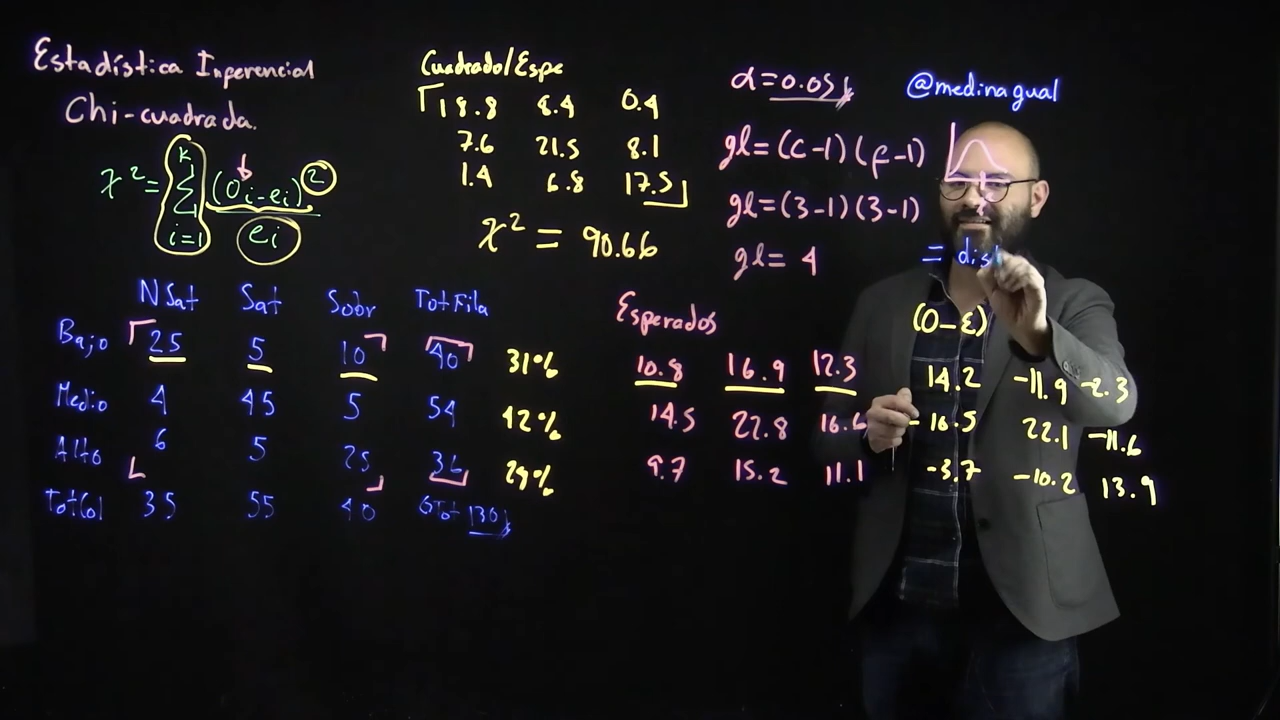 Estadística Inferencial
Chi-cuadrada.
χ² = Σ (Oi-ei)² / ei
k
i=1
NSat Sat Sobr TotFila
Bajo 25 5 10 40 31%
Medio 4 45 5 54 42%
Alto 6 5 25 36 28%
TotCol 35 55 40 GTot 130
Cuadrado/Espe
18.8 8.4 0.4
7.6 21.5 8.1
1.4 6.8 17.5
χ² = 90.66
α=0.05
gl=(c-1)(f-1)
gl=(3-1)(3-1)
gl= 4
Esperados
10.8 16.9 12.3
14.5 22.8 16.6
9.7 15.2 11.1
@medinagual
= dis
(O-E)
14.2 -11.9 -2.3
-10.5 22.1 -11.6
-3.7 -10.2 13.9